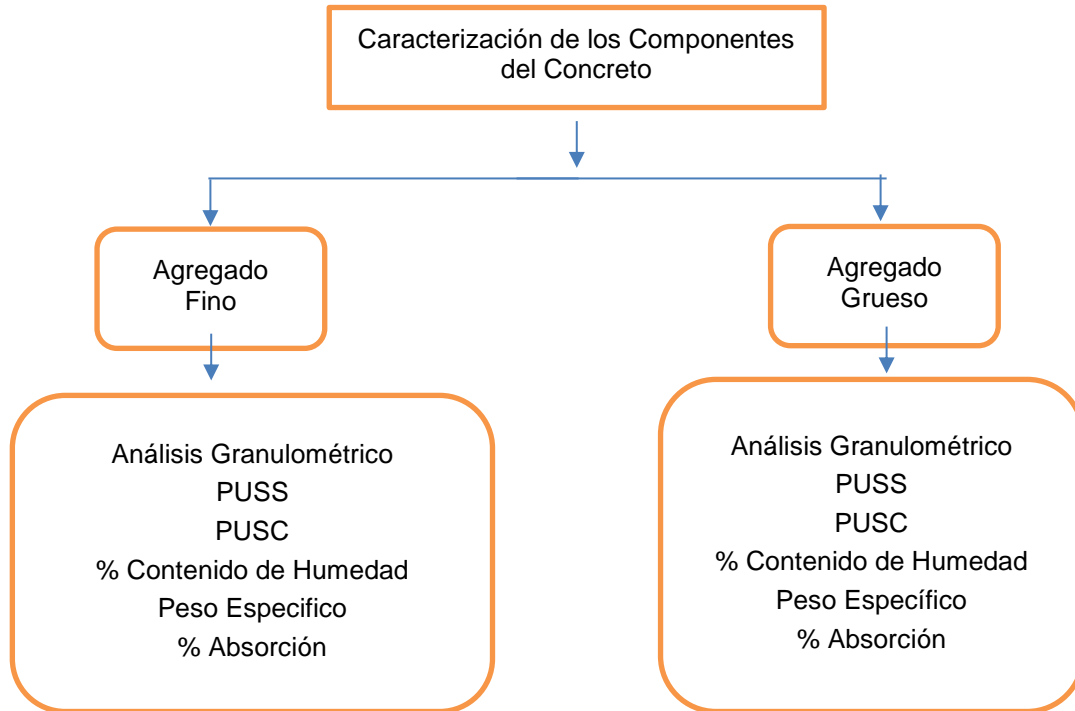 Caracterización de los Componentes
del Concreto
Agregado
Fino
Agregado
Grueso
Análisis Granulométrico
PUSS
PUSC
% Contenido de Humedad
Peso Especifico
% Absorción
Análisis Granulométrico
PUSS
PUSC
% Contenido de Humedad
Peso Específico
% Absorción